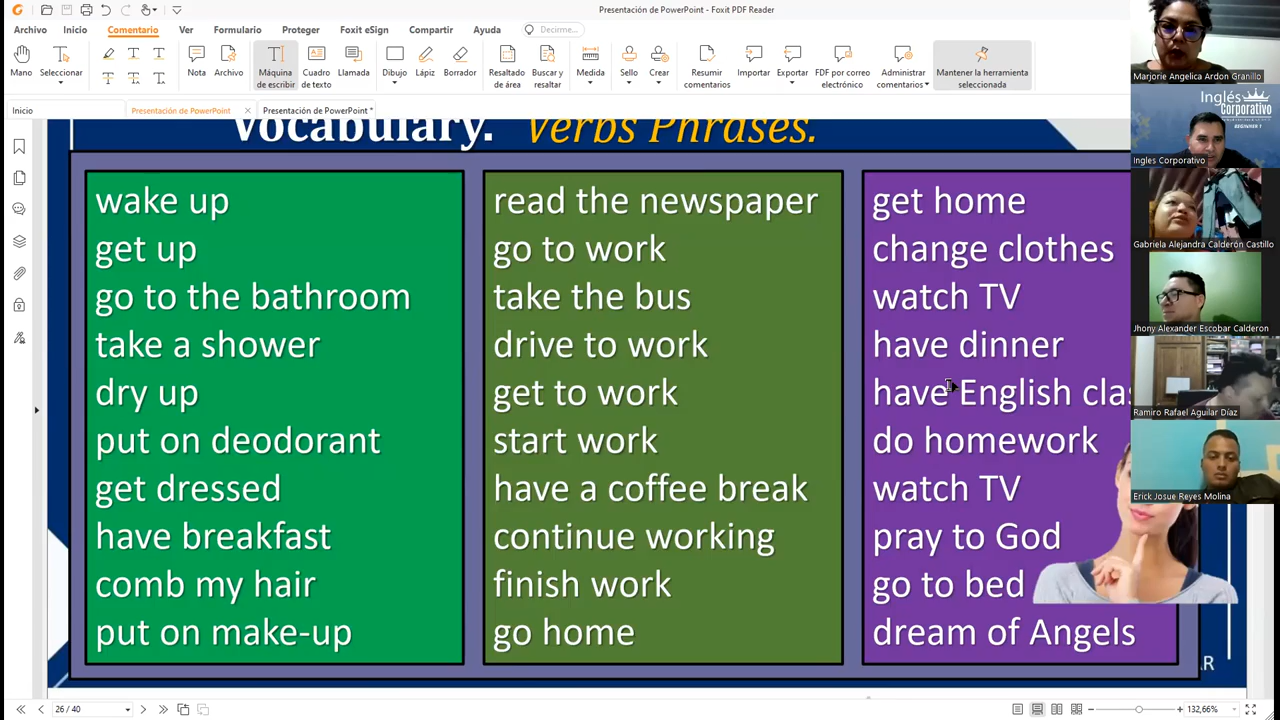 Presentación de PowerPoint - Foxit PDF Reader
Archivo Inicio Comentario Ver Formulario Proteger Foxit eSign Compartir Ayuda Decirme...
Mano Seleccionar Nota Archivo Máquina de escribir Cuadro de texto Llamada Dibujo Lápiz Borrador Resaltado de área Buscar y resaltar Medida Sello Crear Resumir comentarios Importar Exportar FDF por correo electrónico Administrar comentarios Mantener la herramienta seleccionada
Inicio Presentación de PowerPoint × Presentación de PowerPoint *
Vocabulary. Verbs Phrases.
wake up
get up
go to the bathroom
take a shower
dry up
put on deodorant
get dressed
have breakfast
comb my hair
put on make-up
read the newspaper
go to work
take the bus
drive to work
get to work
start work
have a coffee break
continue working
finish work
go home
get home
change clothes
watch TV
have dinner
have English clas
do homework
watch TV
pray to God
go to bed
dream of Angels
AR
Marjorie Angelica Ardon Granillo
Inglés
Corporativo
BEGINNER 1
Ingles Corporativo
Gabriela Alejandra Calderón Castillo
Jhony Alexander Escobar Calderon
Ramiro Rafael Aguilar Díaz
Erick Josue Reyes Molina
26 / 40
132,66%